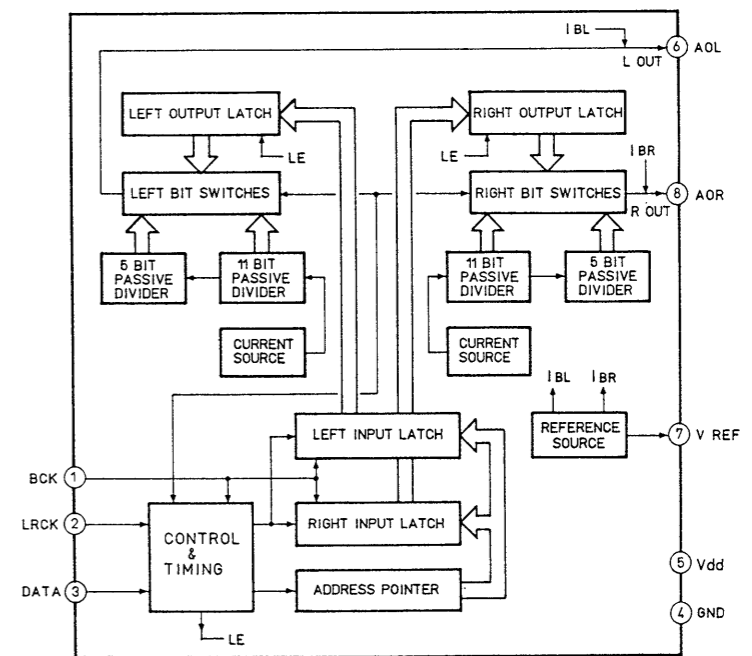 I BL
6 AOL
L OUT
LEFT OUTPUT LATCH
RIGHT OUTPUT LATCH
LE
LE
I BR
LEFT BIT SWITCHES
RIGHT BIT SWITCHES
8 AOR
R OUT
5 BIT
PASSIVE
DIVIDER
11 BIT
PASSIVE
DIVIDER
11 BIT
PASSIVE
DIVIDER
5 BIT
PASSIVE
DIVIDER
CURRENT
SOURCE
CURRENT
SOURCE
I BL
I BR
LEFT INPUT LATCH
REFERENCE
SOURCE
7 V REF
BCK 1
LRCK 2
CONTROL
&
TIMING
RIGHT INPUT LATCH
5 Vdd
DATA 3
ADDRESS POINTER
4 GND
LE